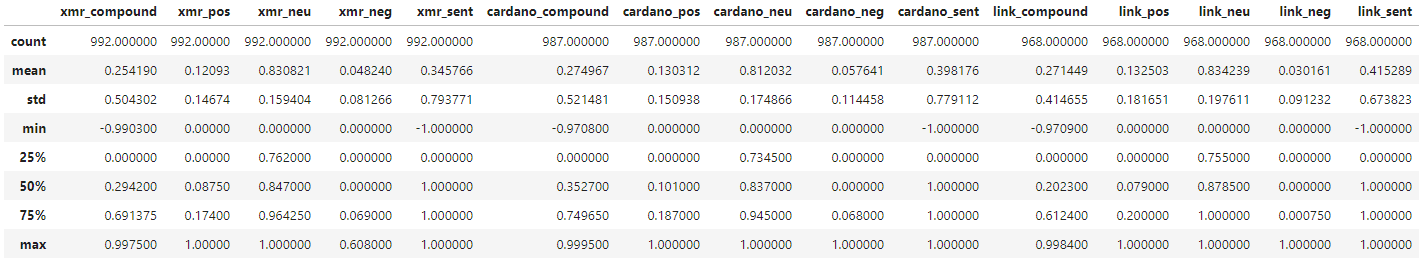 xmr_compound xmr_pos xmr_neu xmr_neg xmr_sent cardano_compound cardano_pos cardano_neu cardano_neg cardano_sent link_compound link_pos link_neu link_neg link_sent
count 992.000000 992.00000 992.000000 992.000000 992.000000 987.000000 987.000000 987.000000 987.000000 987.000000 968.000000 968.000000 968.000000 968.000000 968.000000
mean 0.254190 0.12093 0.830821 0.048240 0.345766 0.274967 0.130312 0.812032 0.057641 0.398176 0.271449 0.132503 0.834239 0.030161 0.415289
std 0.504302 0.14674 0.159404 0.081266 0.793771 0.521481 0.150938 0.174866 0.114458 0.779112 0.414655 0.181651 0.197611 0.091232 0.673823
min -0.990300 0.00000 0.000000 0.000000 -1.000000 -0.970800 0.000000 0.000000 0.000000 -1.000000 -0.970900 0.000000 0.000000 0.000000 -1.000000
25% 0.000000 0.00000 0.762000 0.000000 0.000000 0.000000 0.000000 0.734500 0.000000 0.000000 0.000000 0.000000 0.755000 0.000000 0.000000
50% 0.294200 0.08750 0.847000 0.000000 1.000000 0.352700 0.101000 0.837000 0.000000 1.000000 0.202300 0.079000 0.878500 0.000000 1.000000
75% 0.691375 0.17400 0.964250 0.069000 1.000000 0.749650 0.187000 0.945000 0.068000 1.000000 0.612400 0.200000 1.000000 0.000750 1.000000
max 0.997500 1.00000 1.000000 0.608000 1.000000 0.999500 1.000000 1.000000 1.000000 1.000000 0.998400 1.000000 1.000000 1.000000 1.000000